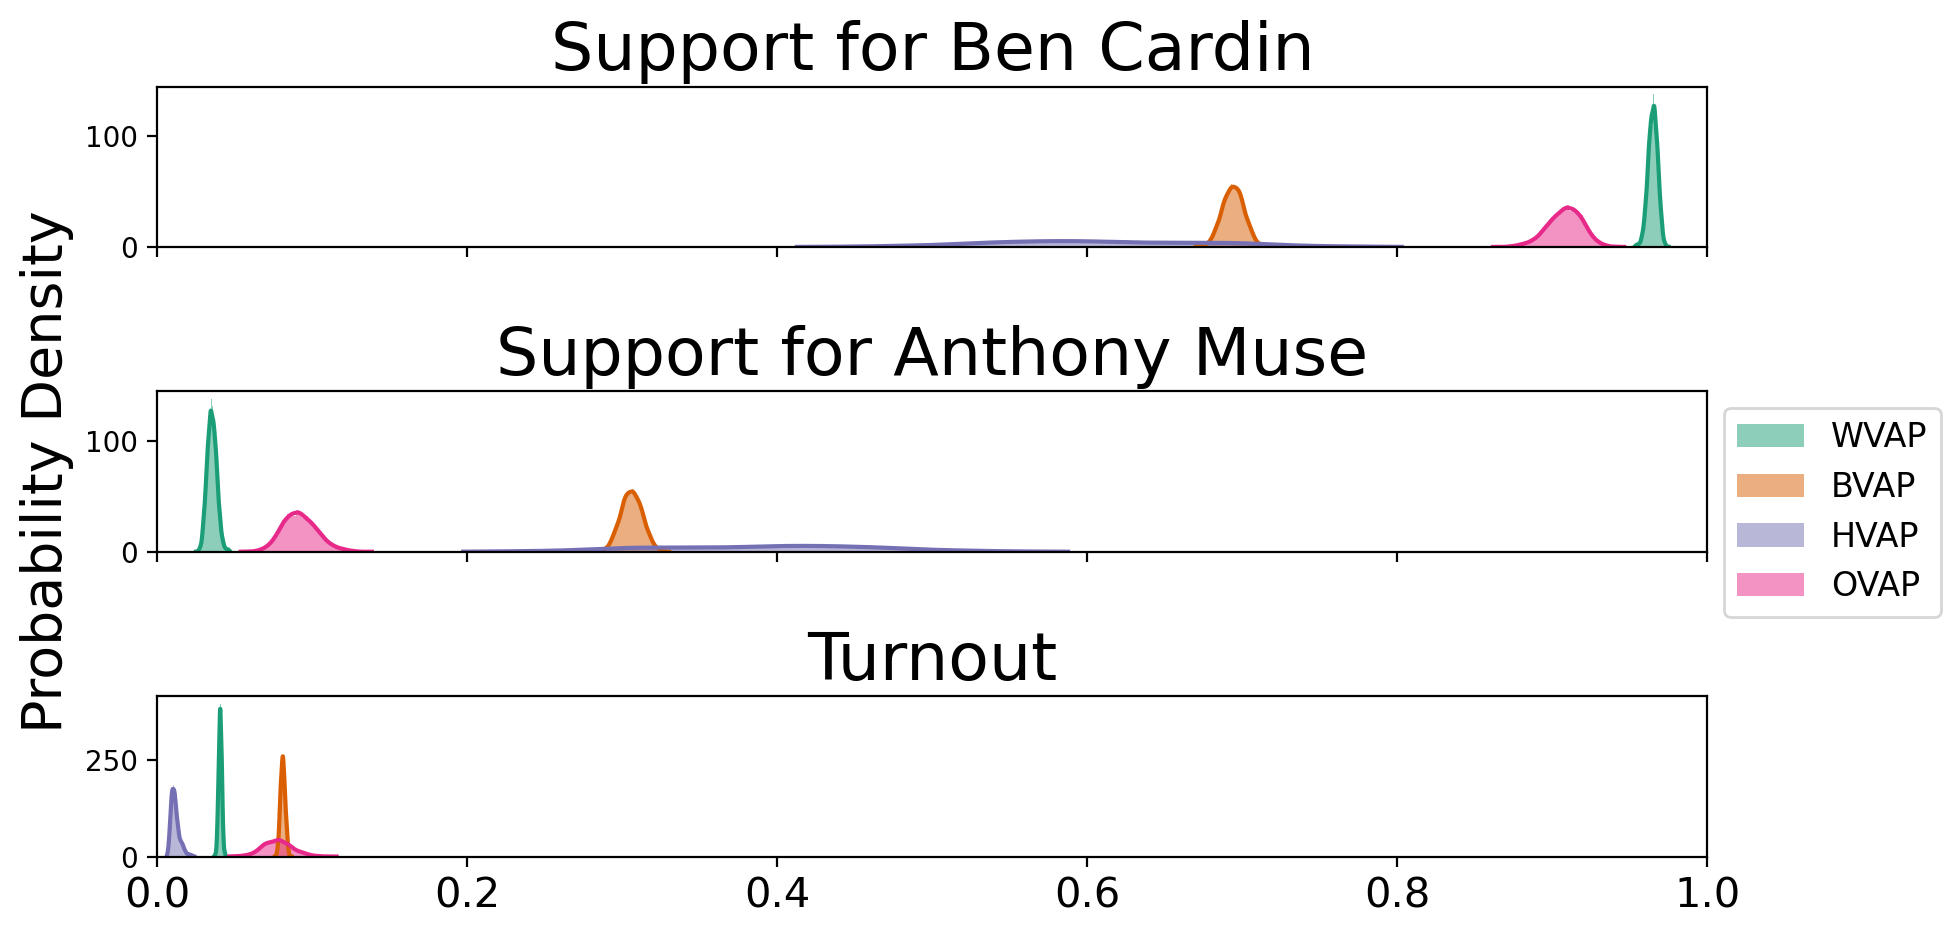 Support for Ben Cardin
100
0
Support for Anthony Muse
100
0
Probability Density
WVAP
BVAP
HVAP
OVAP
Turnout
250
0
0.0 0.2 0.4 0.6 0.8 1.0